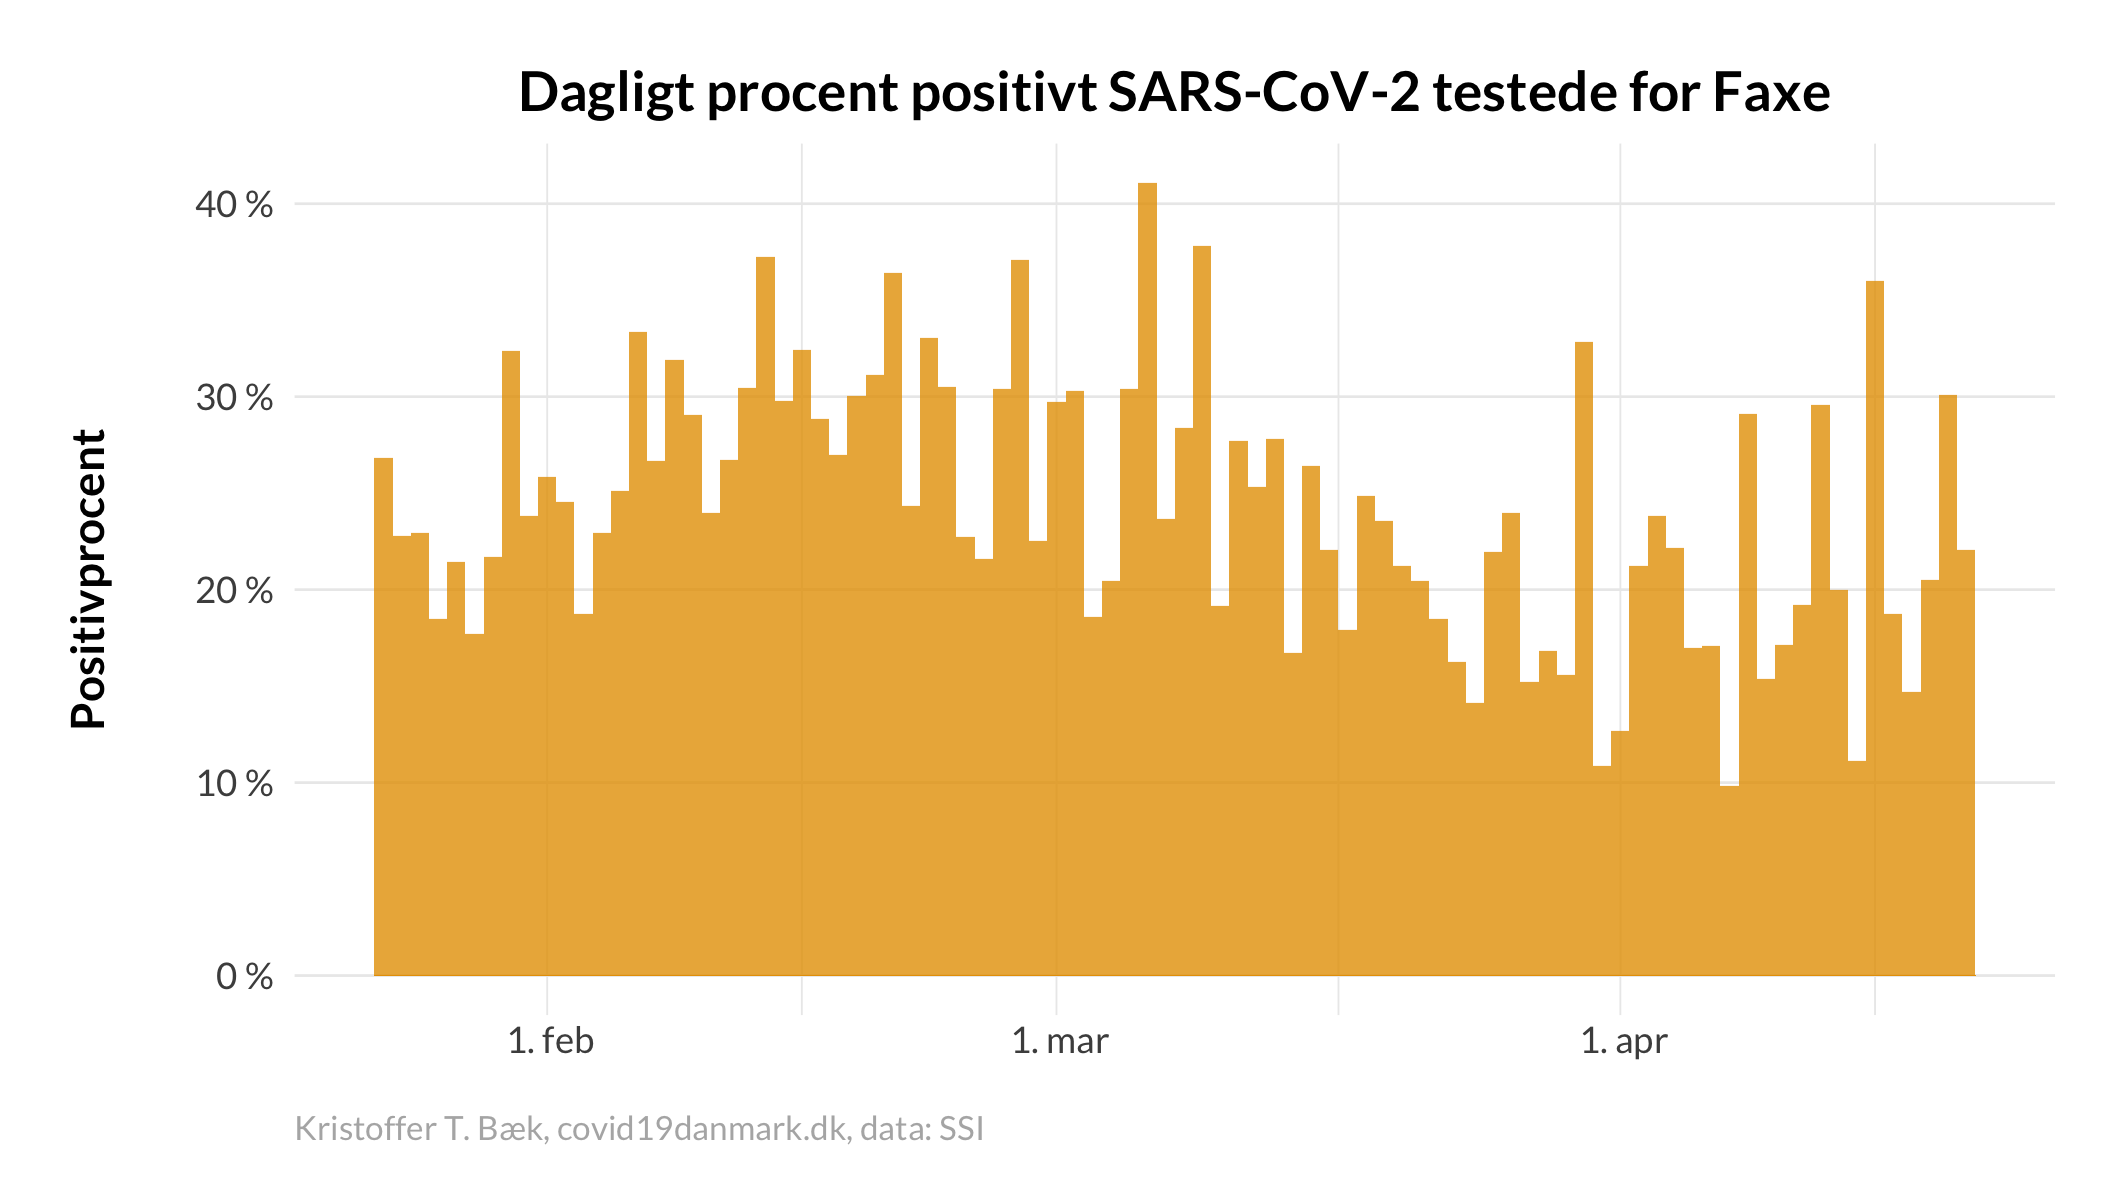 Dagligt procent positivt SARS-CoV-2 testede for Faxe
Positivprocent
40 %
30 %
20 %
10 %
0 %
1. feb
1. mar
1. apr
Kristoffer T. Bæk, covid19danmark.dk, data: SSI